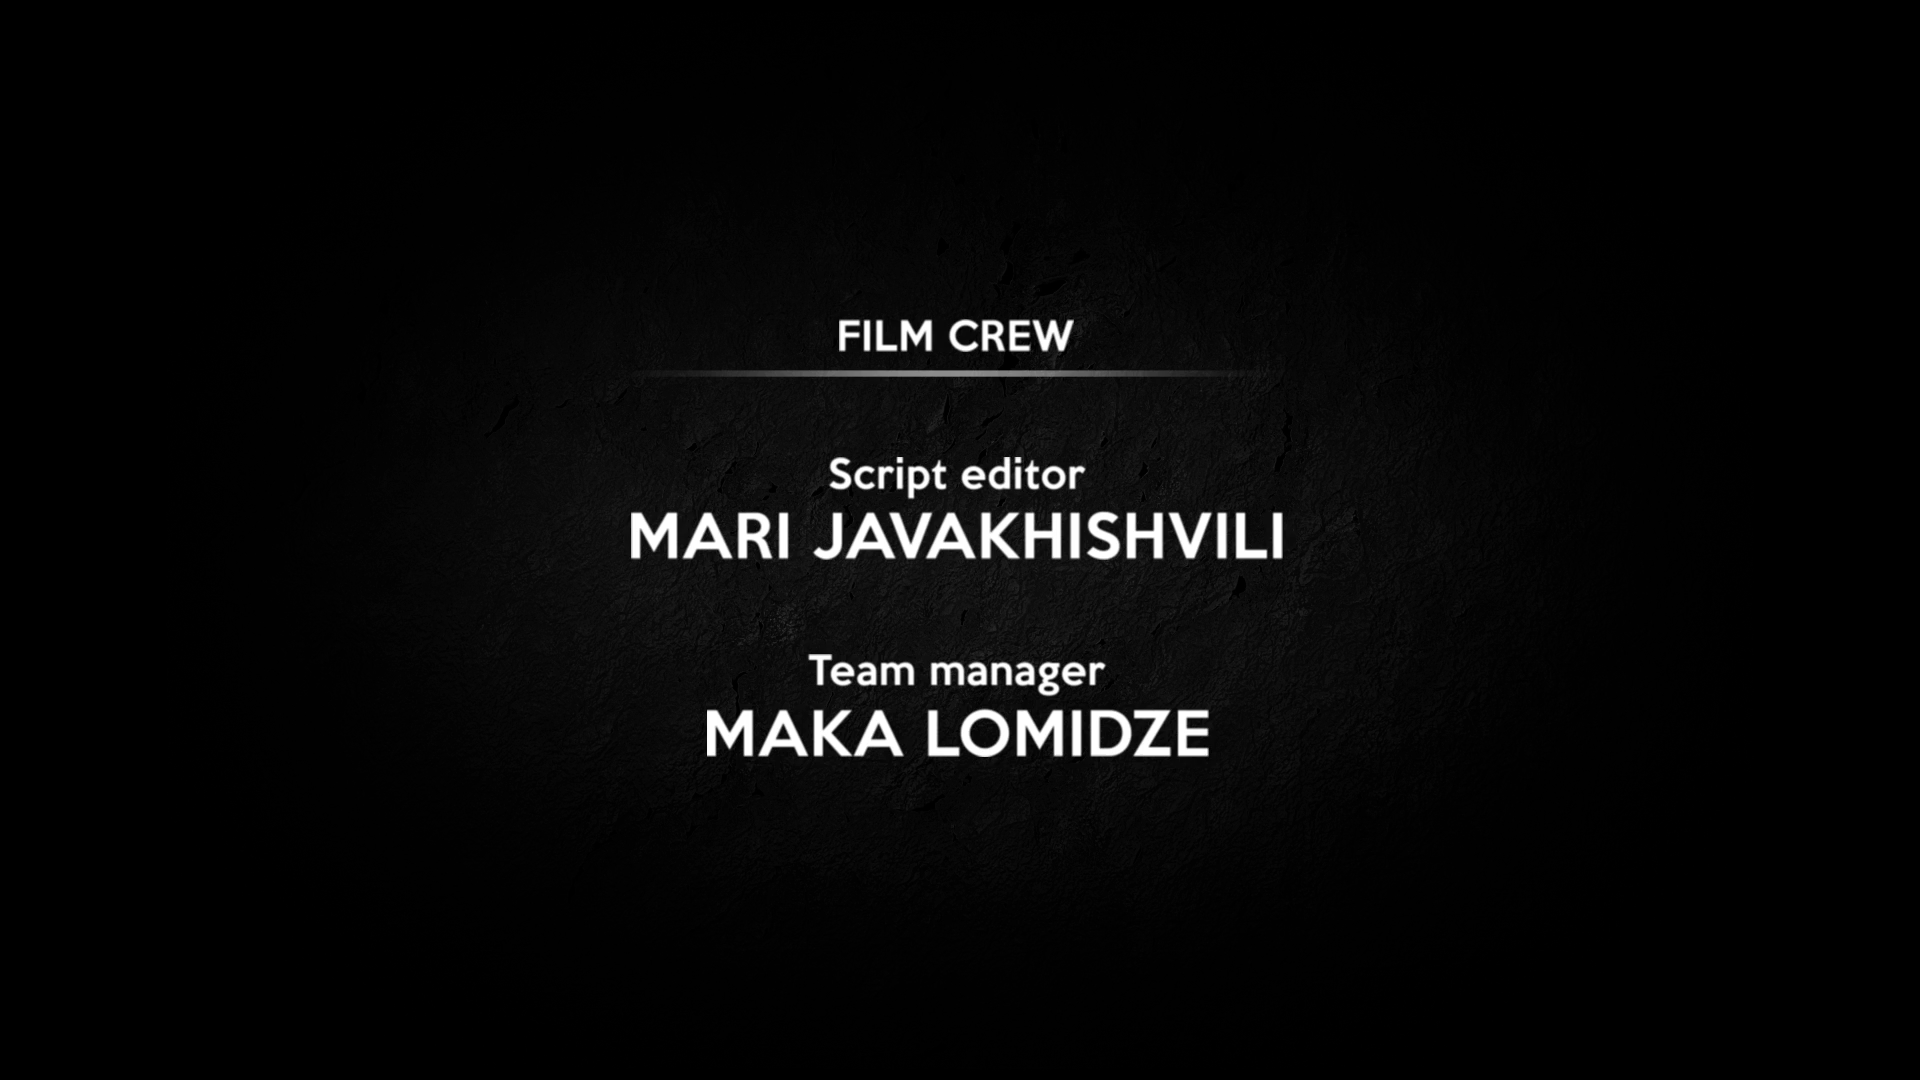 FILM CREW
Script editor
MARI JAVAKHISHVILI
Team manager
MAKA LOMIDZE